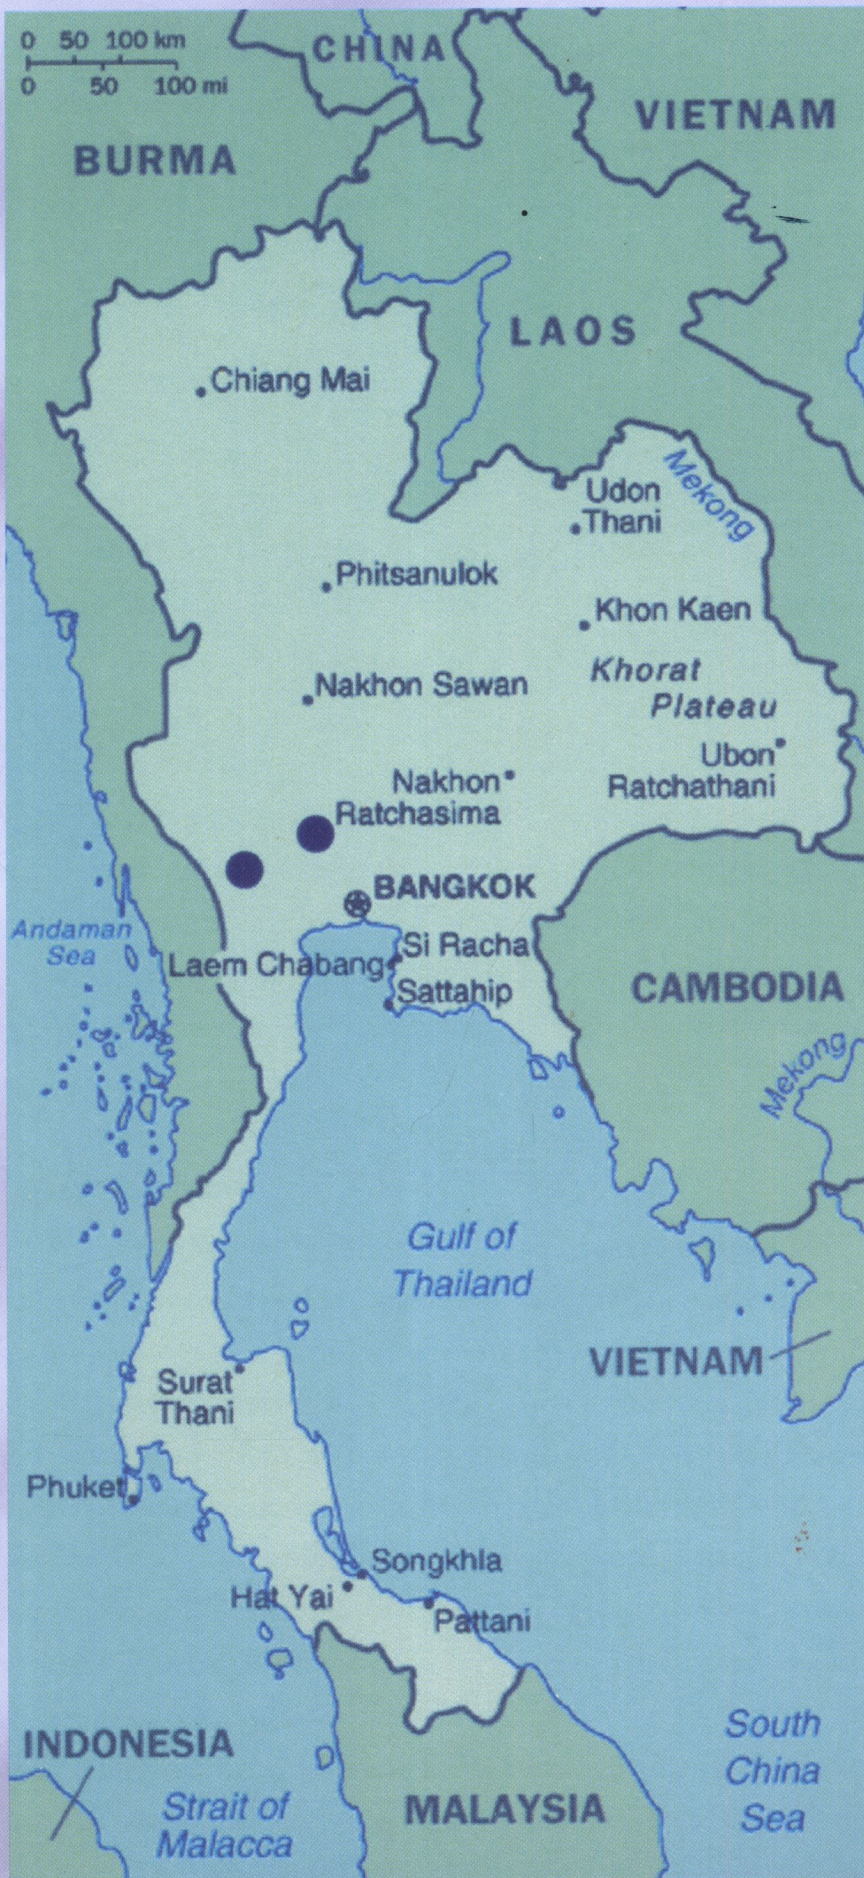 0 50 100 km
0 50 100 mi
CHINA
VIETNAM
BURMA
LAOS
Chiang Mai
Mekong
Udon
Thani
Phitsanulok
Khon Kaen
Khorat
Plateau
Nakhon Sawan
Ubon
Ratchathani
Nakhon
Ratchasima
BANGKOK
Andaman
Sea
Si Racha
Laem Chabang
Sattahip
CAMBODIA
Mekong
Gulf of
Thailand
VIETNAM
Surat
Thani
Phuket
Songkhla
Hat Yai
Pattani
South
China
Sea
INDONESIA
Strait of
Malacca
MALAYSIA